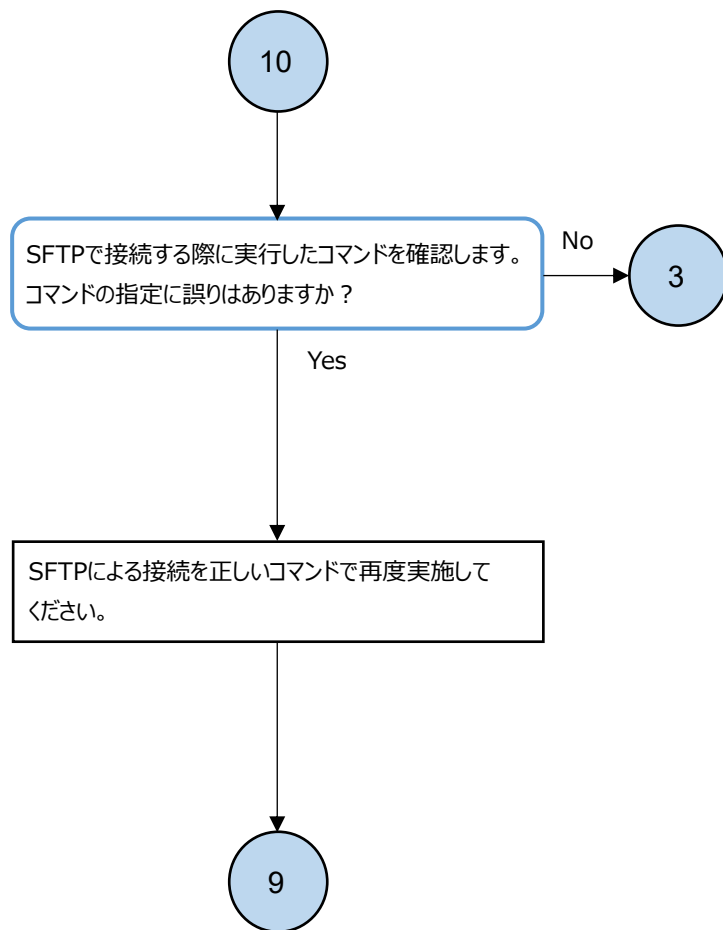 10
SFTPで接続する際に実行したコマンドを確認します。
コマンドの指定に誤りはありますか？
No
3
Yes
SFTPによる接続を正しいコマンドで再度実施して
ください。
9